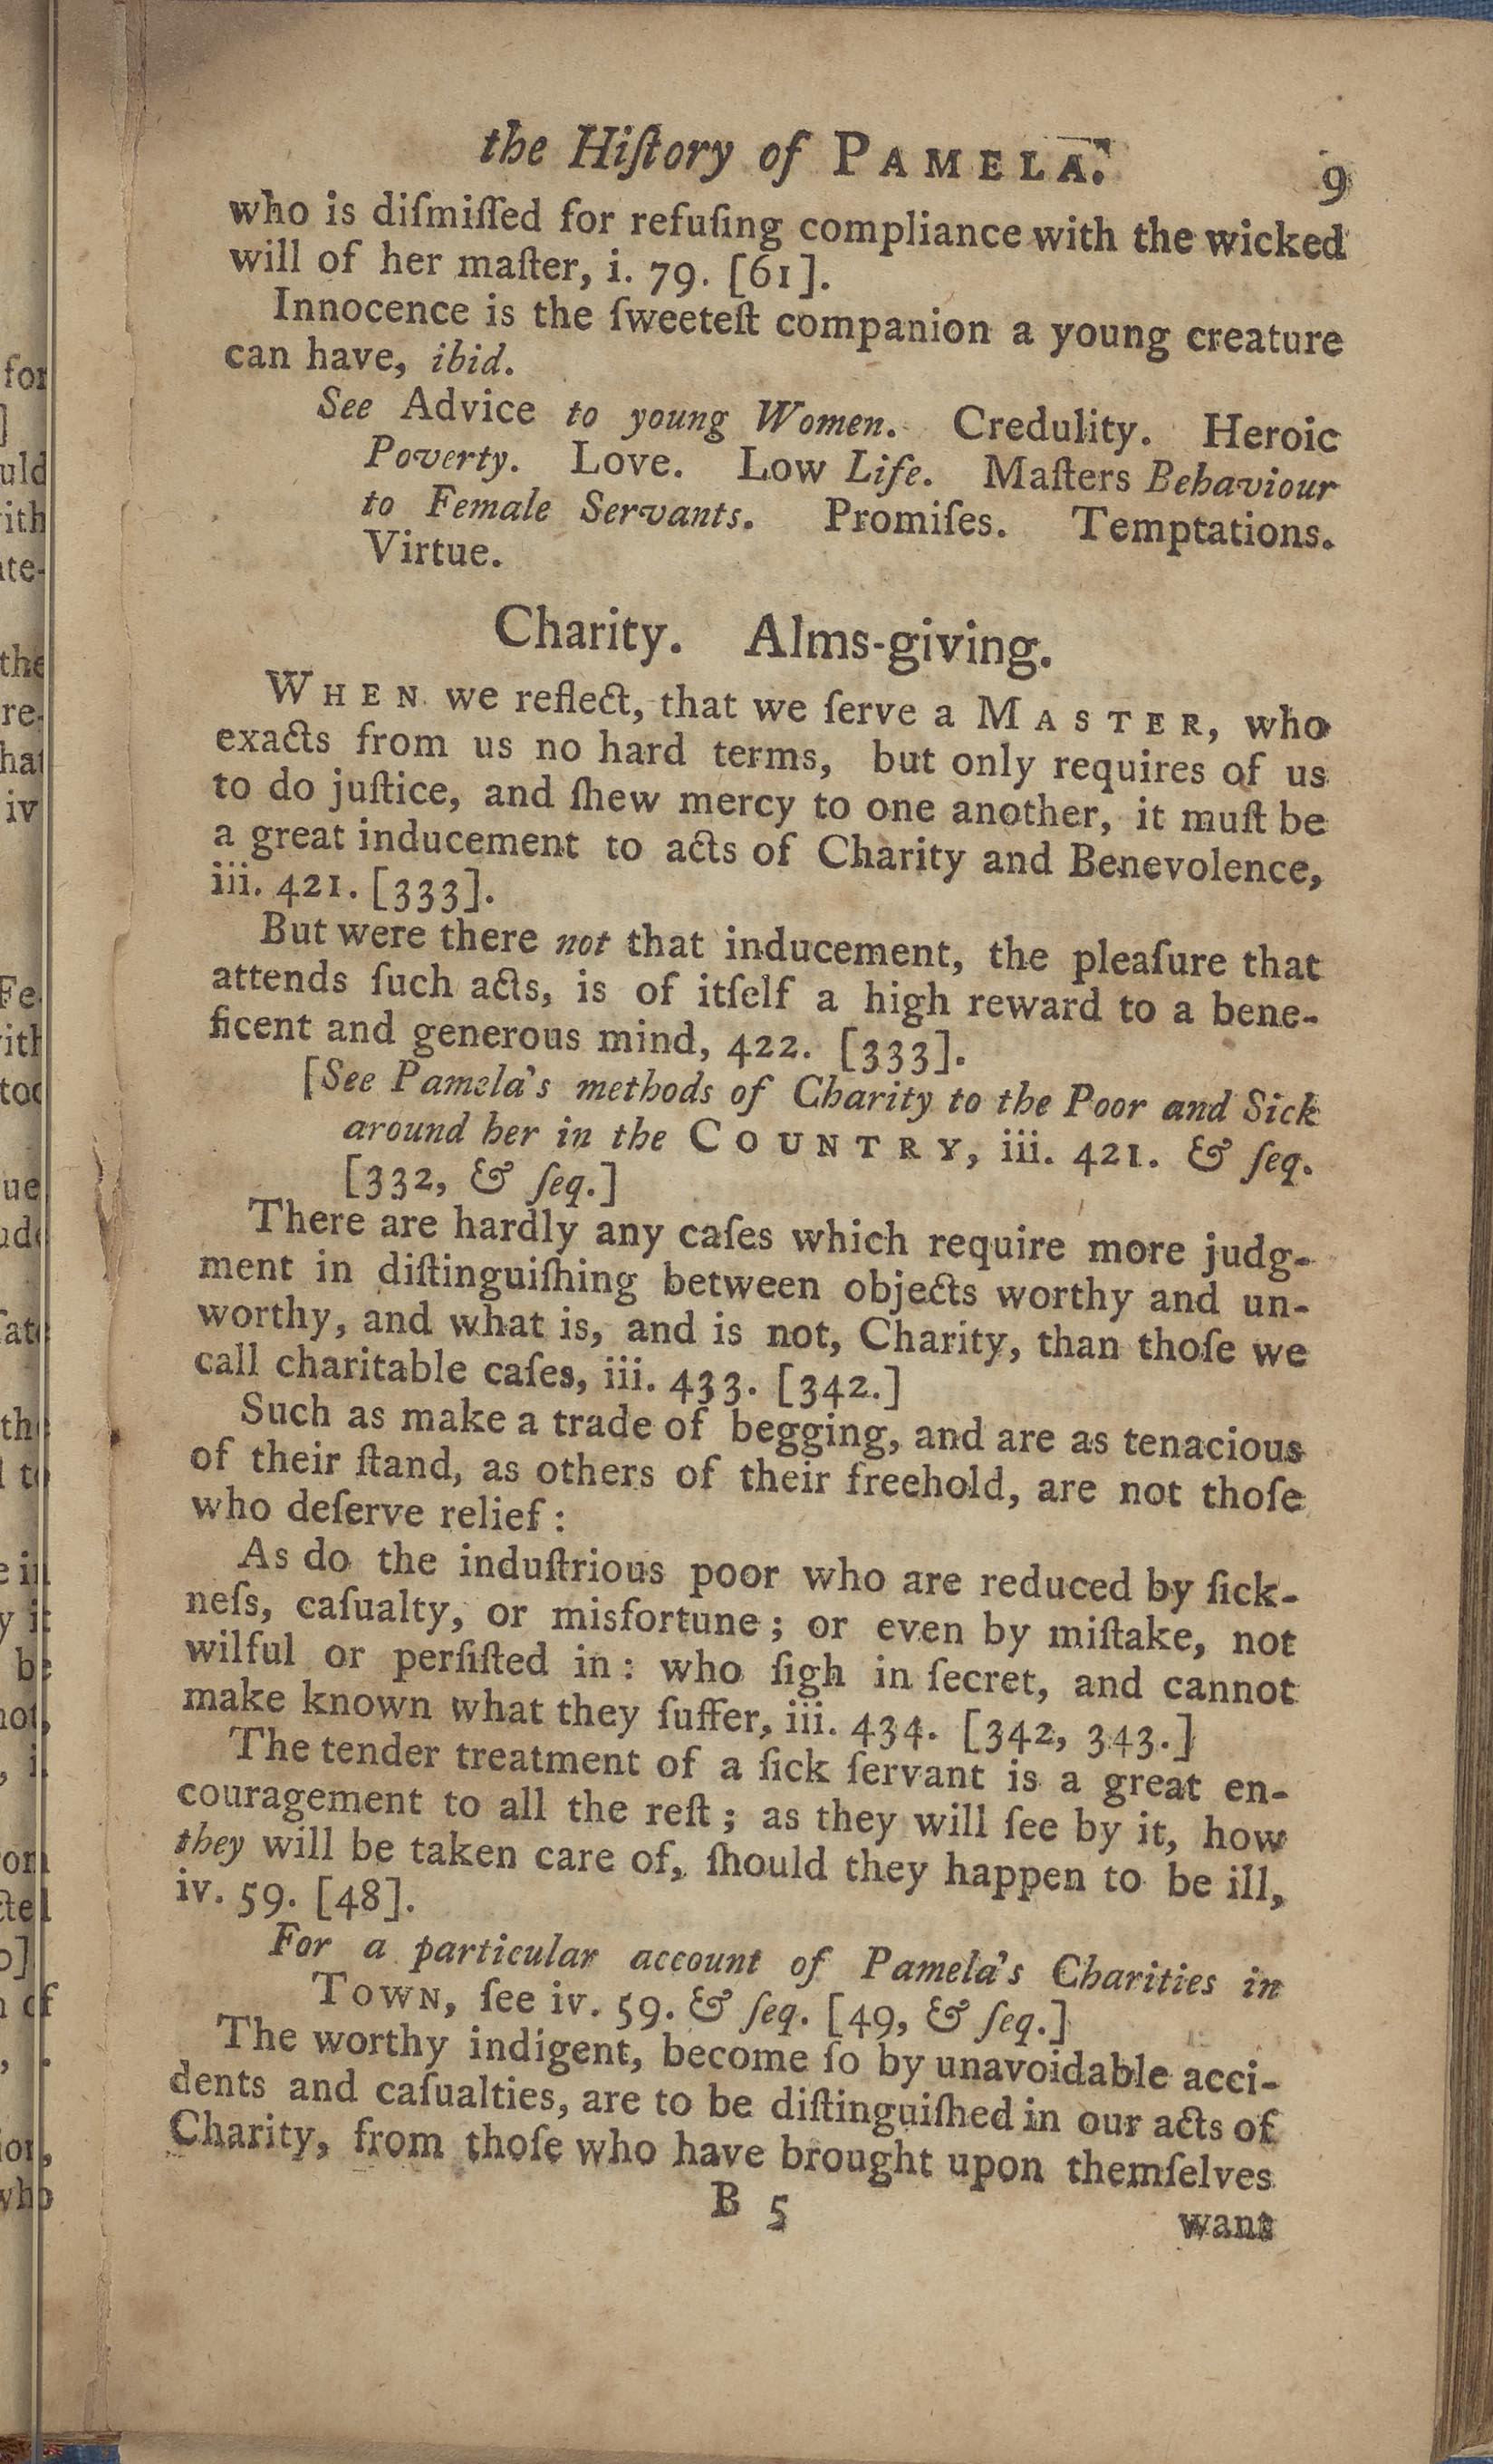 the Hiſtory of PAMELA. 9
who is diſmiſſed for refuſing compliance with the wicked
will of her maſter, i. 79. [61].
Innocence is the ſweeteſt companion a young creature
can have, ibid.
See Advice to young Women. Credulity. Heroic
Poverty. Love. Low Life. Maſters Behaviour
to Female Servants. Promiſes. Temptations.
Virtue.
Charity. Alms-giving.
WHEN we reflect, that we ſerve a MASTER, who
exacts from us no hard terms, but only requires of us
to do juſtice, and ſhew mercy to one another, it muſt be
a great inducement to acts of Charity and Benevolence,
iii. 421. [333].
But were there not that inducement, the pleaſure that
attends ſuch acts, is of itſelf a high reward to a bene-
ficent and generous mind, 422. [333].
[See Pamela's methods of Charity to the Poor and Sick
around her in the COUNTRY, iii. 421. & ſeq.
[332, & ſeq.]
There are hardly any caſes which require more judg-
ment in diſtinguiſhing between objects worthy and un-
worthy, and what is, and is not, Charity, than thoſe we
call charitable caſes, iii. 433. [342.]
Such as make a trade of begging, and are as tenacious
of their ſtand, as others of their freehold, are not thoſe
who deſerve relief:
As do the induſtrious poor who are reduced by ſick-
neſs, caſualty, or misfortune; or even by miſtake, not
wilful or perſiſted in: who ſigh in ſecret, and cannot
make known what they ſuffer, iii. 434. [342, 343.]
The tender treatment of a ſick ſervant is a great en-
couragement to all the reſt; as they will ſee by it, how
they will be taken care of, ſhould they happen to be ill,
iv. 59. [48].
For a particular account of Pamela's Charities in
TOWN, ſee iv. 59. & ſeq. [49, & ſeq.]
The worthy indigent, become ſo by unavoidable acci-
dents and caſualties, are to be diſtinguiſhed in our acts of
Charity, from thoſe who have brought upon themſelves
B 5
want